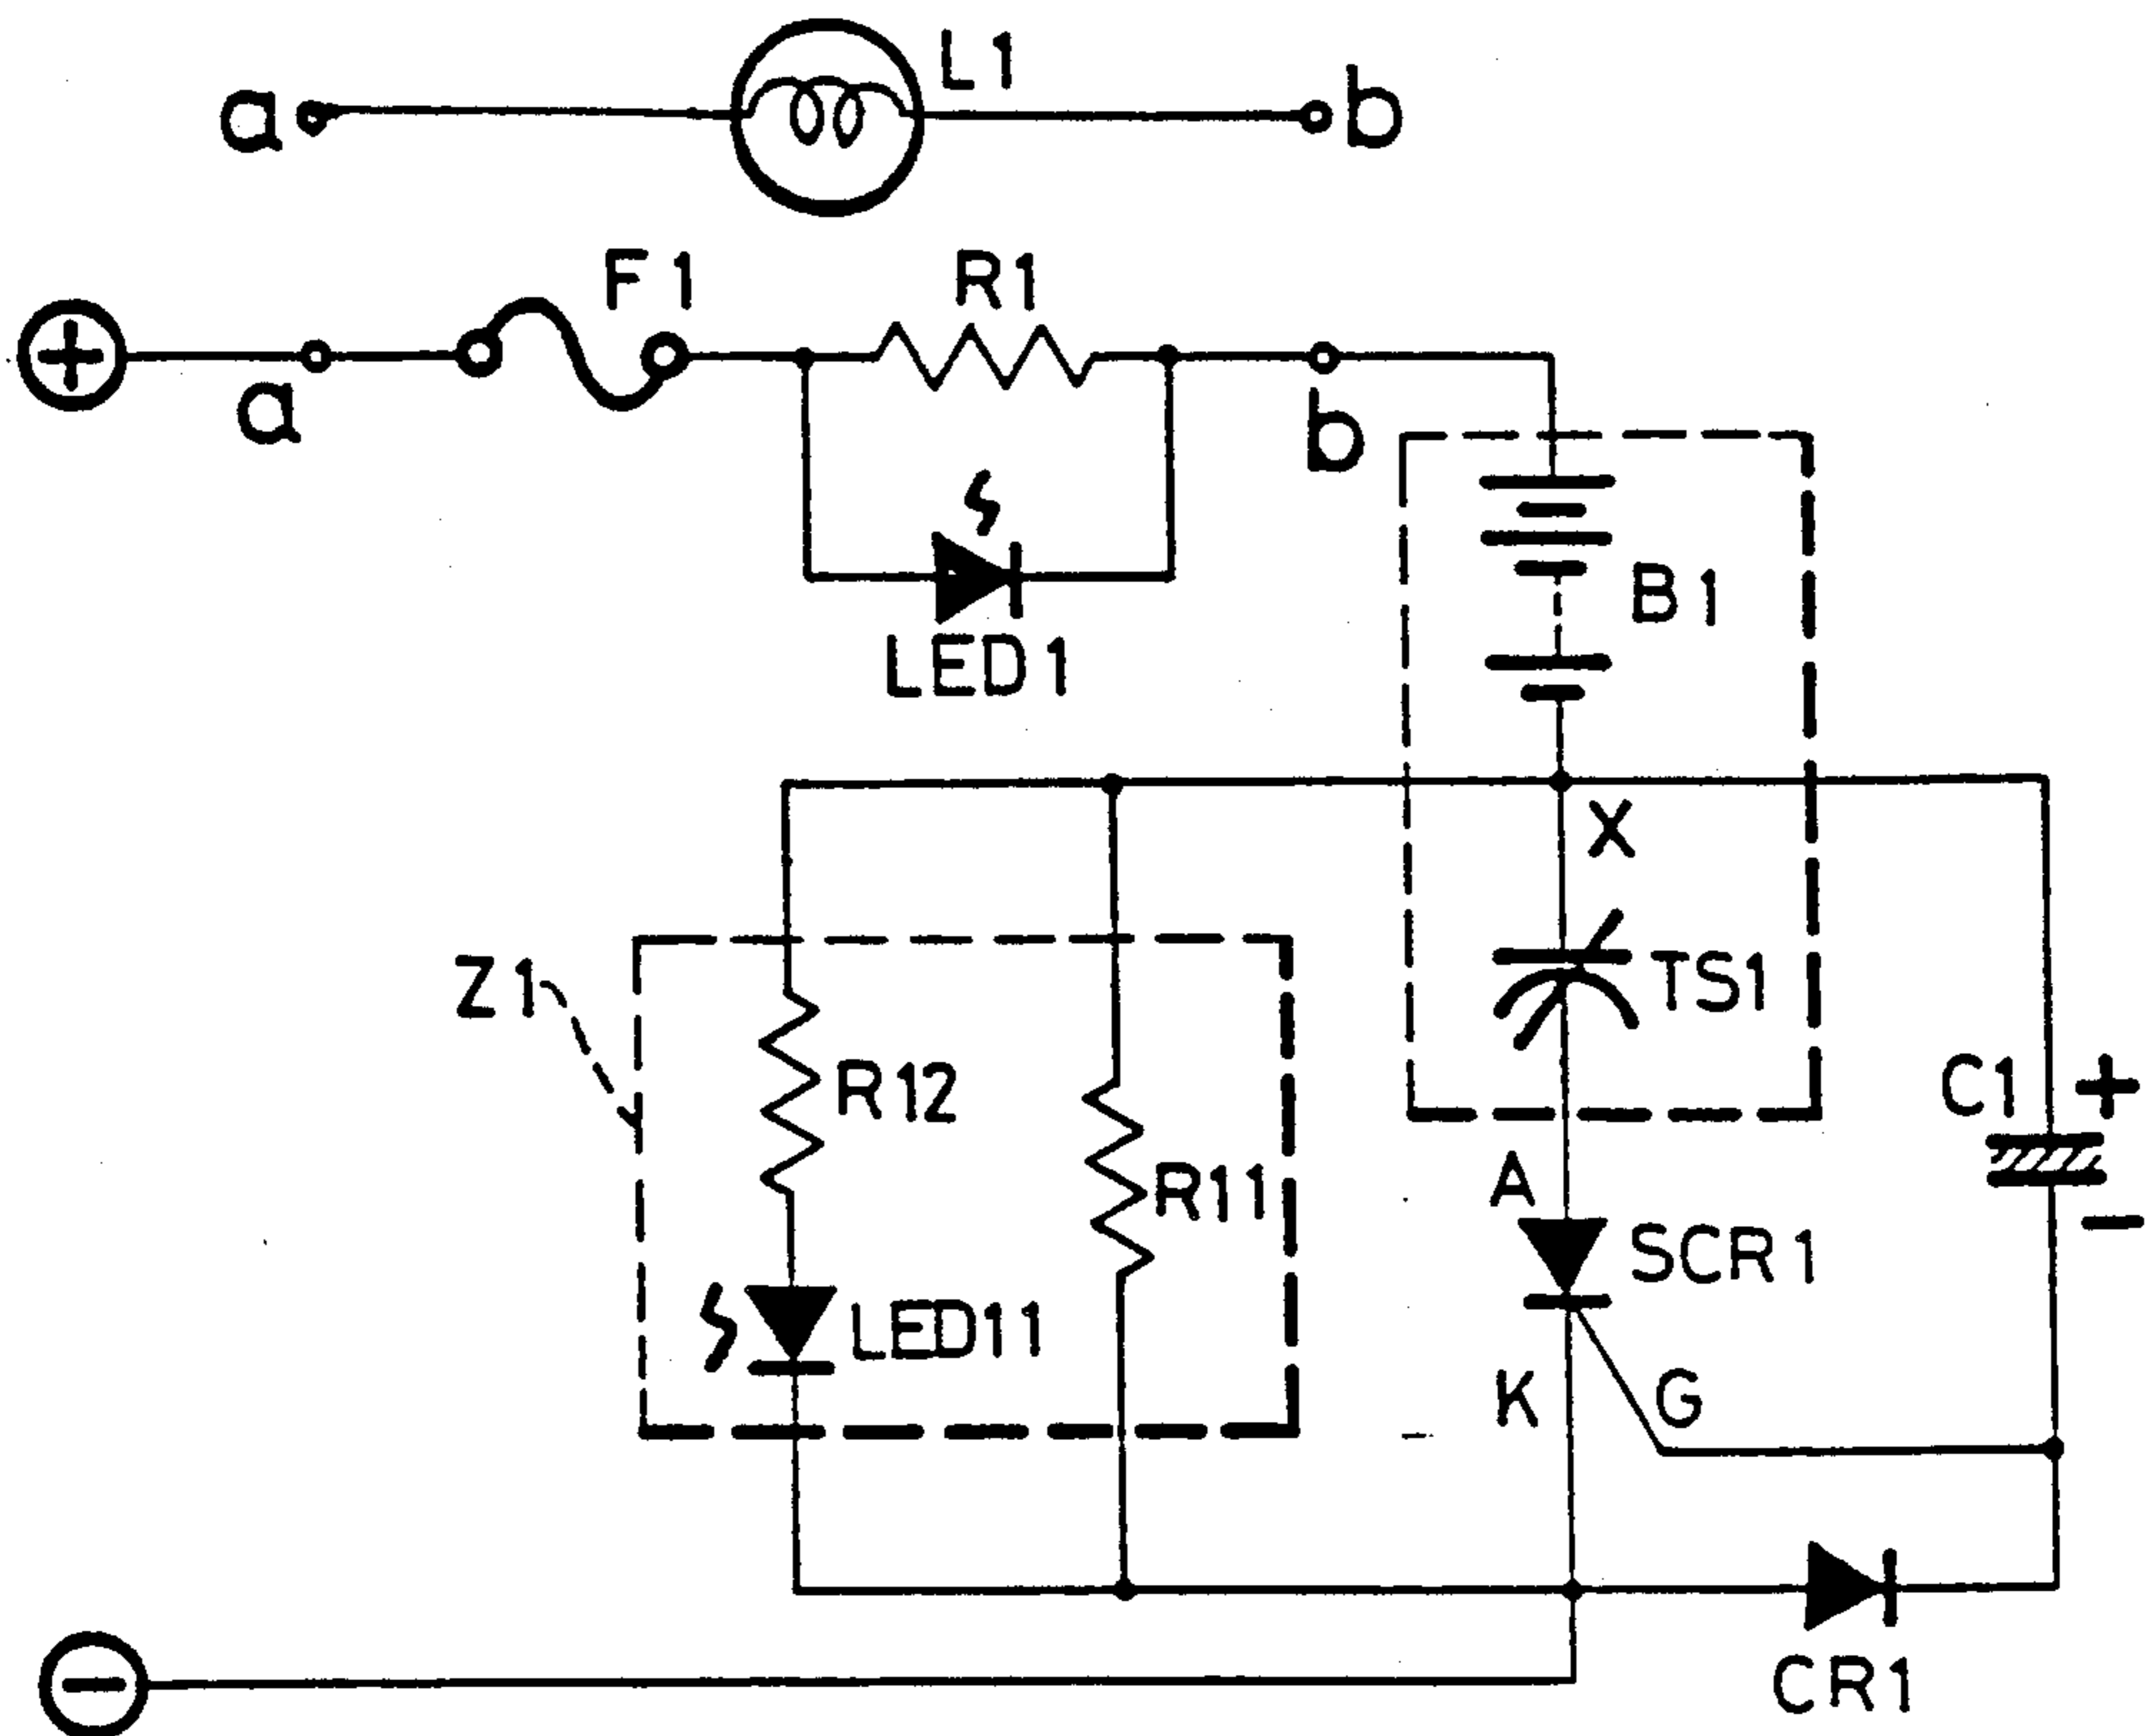 a L1 b
F1 R1
+
a b
B1
LED1
X
Z1 TS1
R12 C1 +
A R11
SCR1 −
LED11
K G
CR1
−